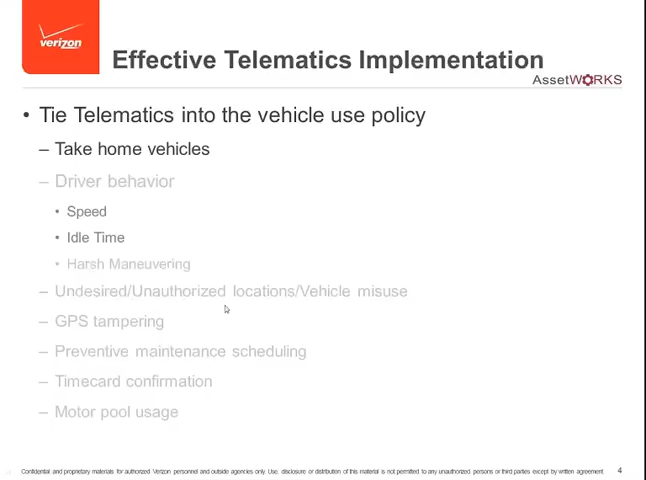 verizon
Effective Telematics Implementation
AssetWORKS
• Tie Telematics into the vehicle use policy
– Take home vehicles
– Driver behavior
• Speed
• Idle Time
• Harsh Maneuvering
– Undesired/Unauthorized locations/Vehicle misuse
– GPS tampering
– Preventive maintenance scheduling
– Timecard confirmation
– Motor pool usage
Confidential and proprietary materials for authorized Verizon personnel and outside agencies only. Use, disclosure or distribution of this material is not permitted to any unauthorized persons or third parties except by written agreement. 4